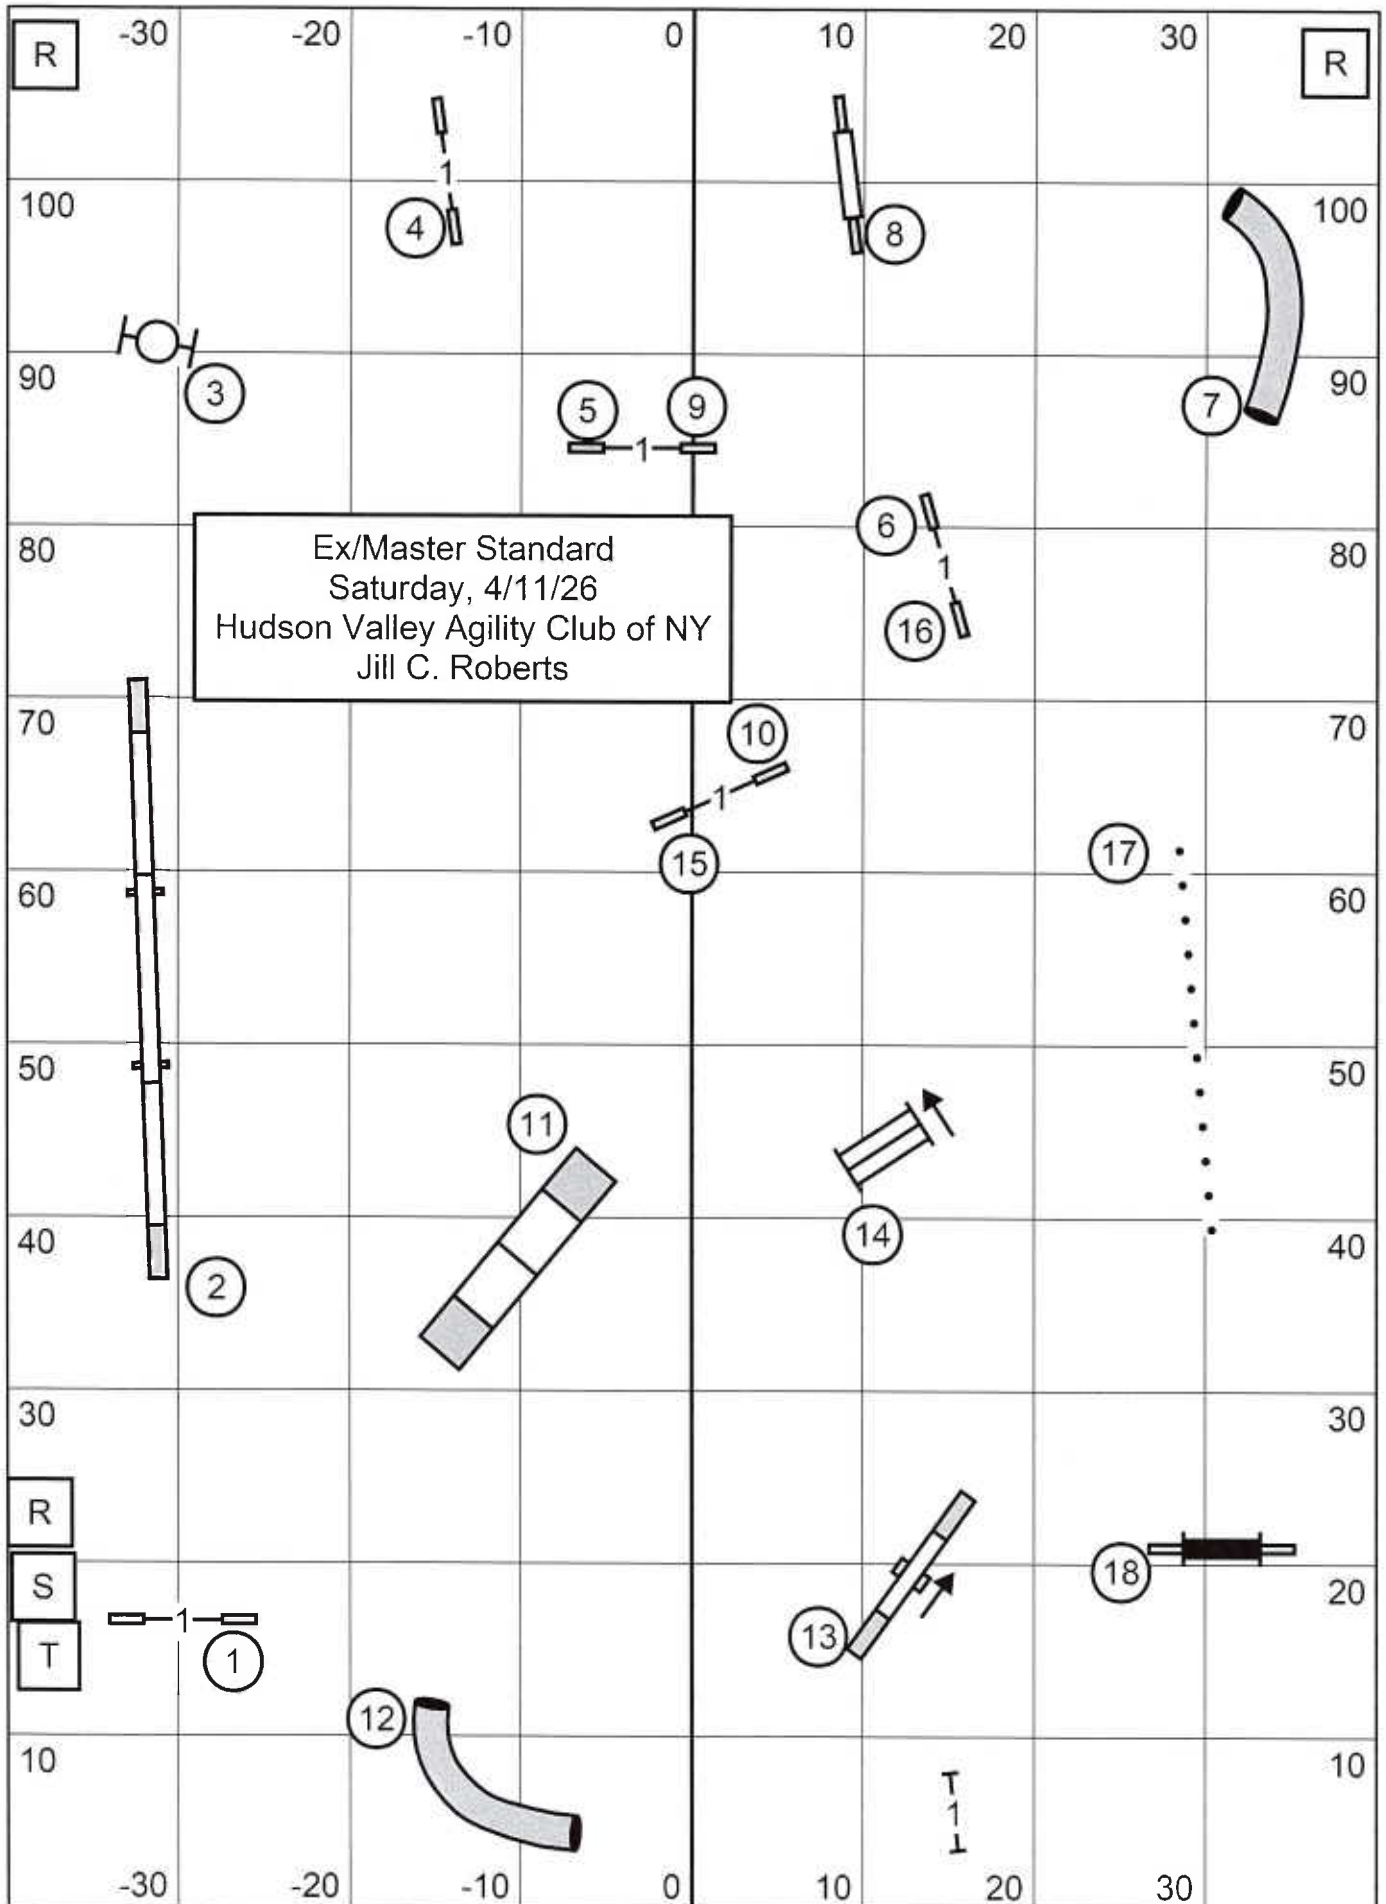 -30 -20 -10 0 10 20 30
R R
1
100 100
4 8
3
90 90
5 9 7
1
6
80 80
Ex/Master Standard
Saturday, 4/11/26
Hudson Valley Agility Club of NY
Jill C. Roberts
1
16
70 70
10
1
15 17
60 60
50 50
11
14
40 40
2
30 30
R
S 18 20
1
T 1 13
12
10 10
1
-30 -20 -10 0 10 20 30